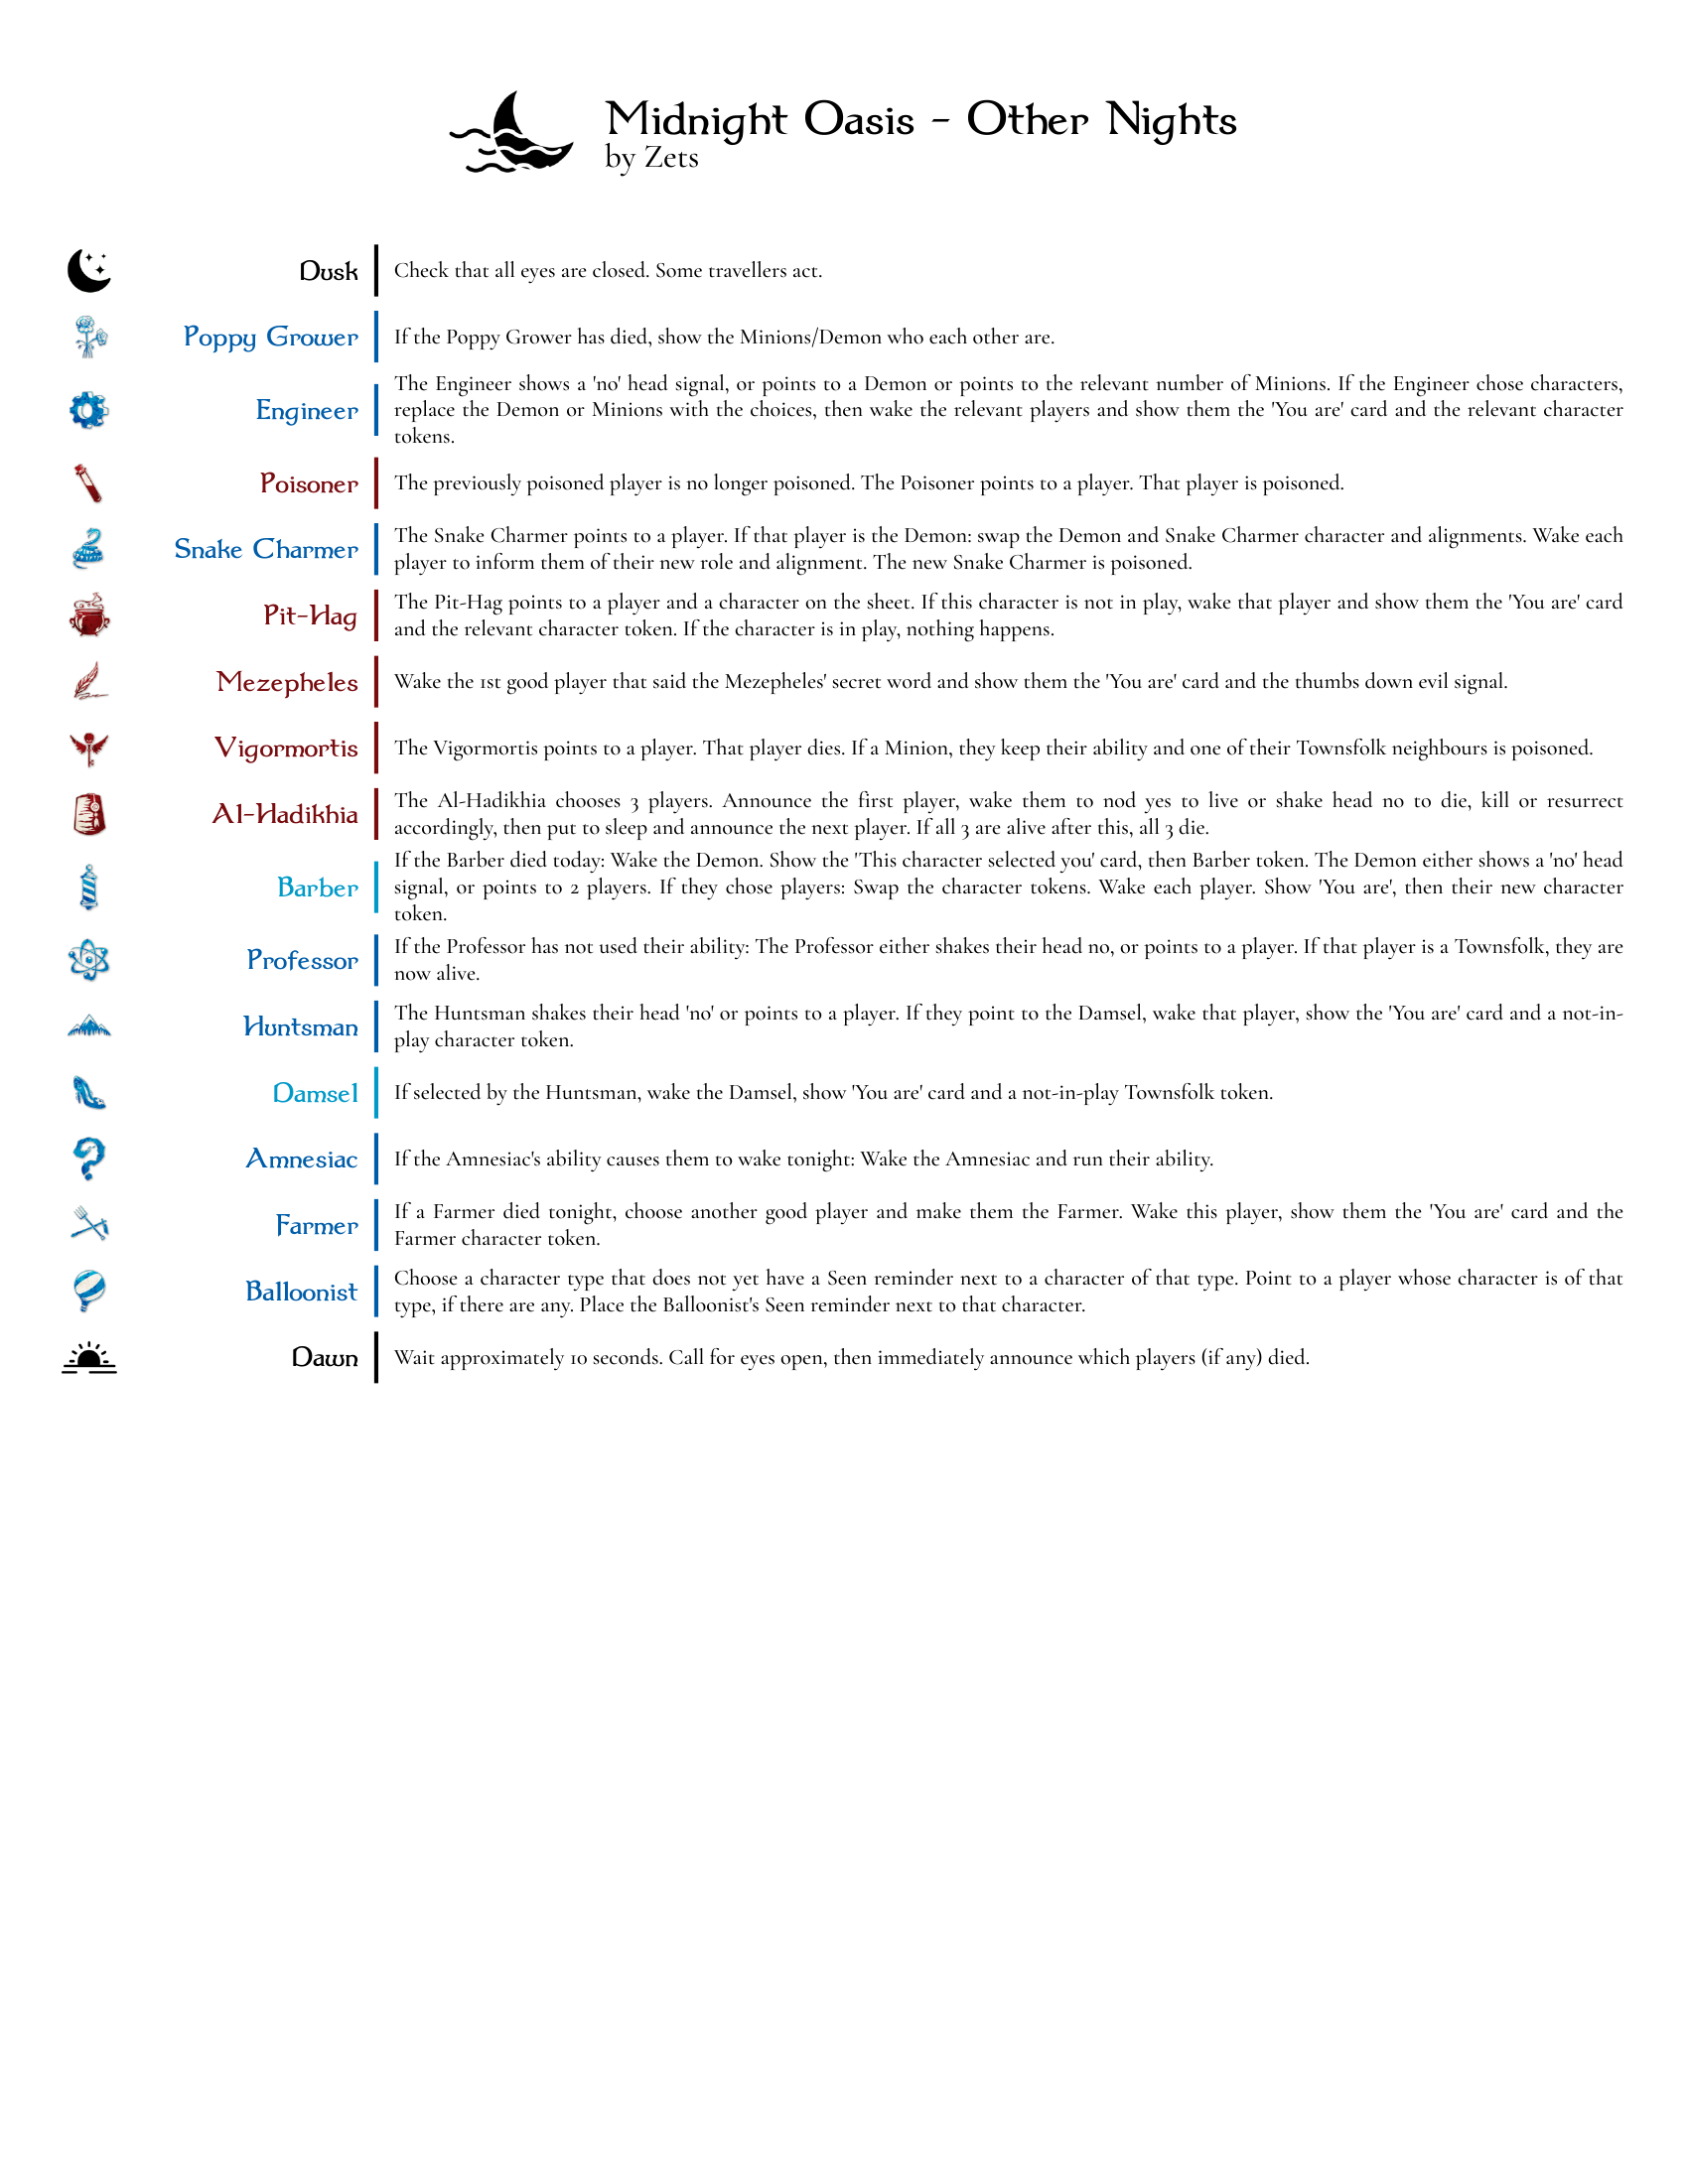 Midnight Oasis - Other Nights
by Zets
Dusk
Check that all eyes are closed. Some travellers act.
Poppy Grower
If the Poppy Grower has died, show the Minions/Demon who each other are.
Engineer
The Engineer shows a 'no' head signal, or points to a Demon or points to the relevant number of Minions. If the Engineer chose characters,
replace the Demon or Minions with the choices, then wake the relevant players and show them the 'You are' card and the relevant character
tokens.
Poisoner
The previously poisoned player is no longer poisoned. The Poisoner points to a player. That player is poisoned.
Snake Charmer
The Snake Charmer points to a player. If that player is the Demon: swap the Demon and Snake Charmer character and alignments. Wake each
player to inform them of their new role and alignment. The new Snake Charmer is poisoned.
Pit-Hag
The Pit-Hag points to a player and a character on the sheet. If this character is not in play, wake that player and show them the 'You are' card
and the relevant character token. If the character is in play, nothing happens.
Mezepheles
Wake the 1st good player that said the Mezepheles' secret word and show them the 'You are' card and the thumbs down evil signal.
Vigormortis
The Vigormortis points to a player. That player dies. If a Minion, they keep their ability and one of their Townsfolk neighbours is poisoned.
Al-Hadikhia
The Al-Hadikhia chooses 3 players. Announce the first player, wake them to nod yes to live or shake head no to die, kill or resurrect
accordingly, then put to sleep and announce the next player. If all 3 are alive after this, all 3 die.
Barber
If the Barber died today: Wake the Demon. Show the 'This character selected you' card, then Barber token. The Demon either shows a 'no' head
signal, or points to 2 players. If they chose players: Swap the character tokens. Wake each player. Show 'You are', then their new character
token.
Professor
If the Professor has not used their ability: The Professor either shakes their head no, or points to a player. If that player is a Townsfolk, they are
now alive.
Huntsman
The Huntsman shakes their head 'no' or points to a player. If they point to the Damsel, wake that player, show the 'You are' card and a not-in-
play character token.
Damsel
If selected by the Huntsman, wake the Damsel, show 'You are' card and a not-in-play Townsfolk token.
Amnesiac
If the Amnesiac's ability causes them to wake tonight: Wake the Amnesiac and run their ability.
Farmer
If a Farmer died tonight, choose another good player and make them the Farmer. Wake this player, show them the 'You are' card and the
Farmer character token.
Balloonist
Choose a character type that does not yet have a Seen reminder next to a character of that type. Point to a player whose character is of that
type, if there are any. Place the Balloonist's Seen reminder next to that character.
Dawn
Wait approximately 10 seconds. Call for eyes open, then immediately announce which players (if any) died.